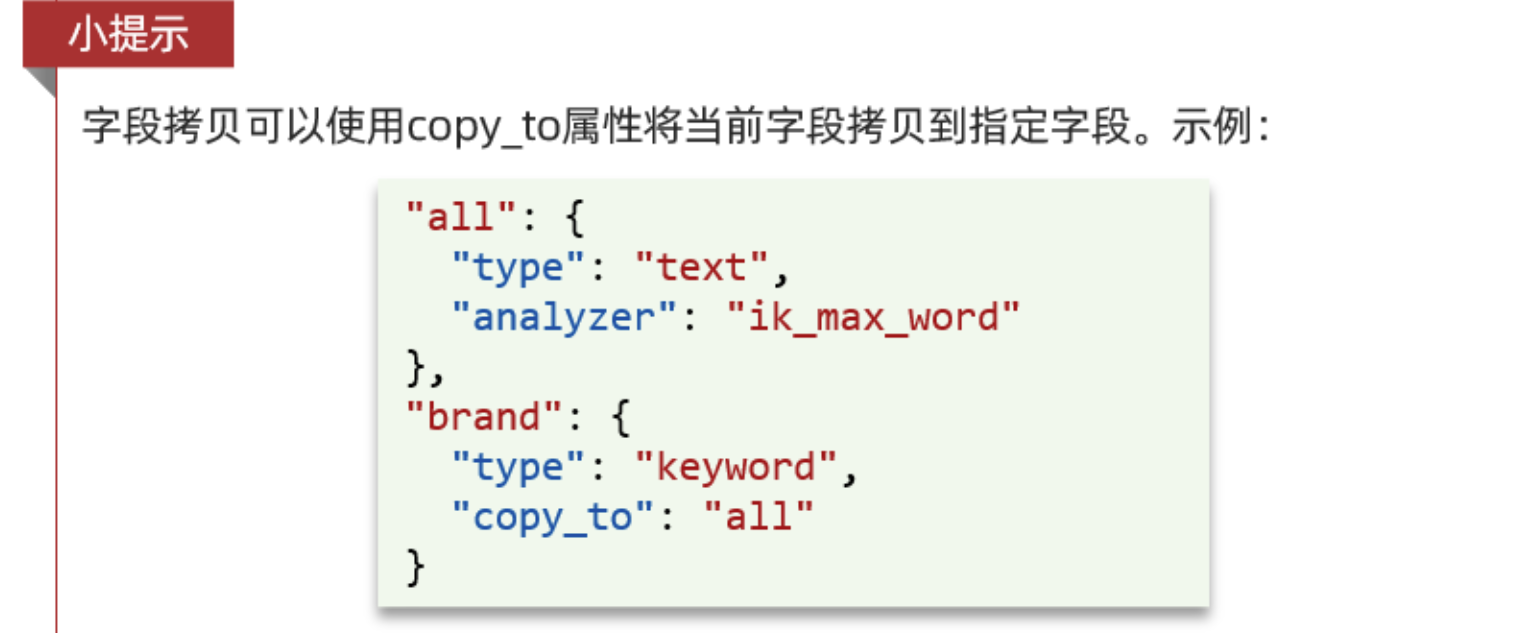 小提示
字段拷贝可以使用copy_to属性将当前字段拷贝到指定字段。示例：
"all": {
  "type": "text",
  "analyzer": "ik_max_word"
},
"brand": {
  "type": "keyword",
  "copy_to": "all"
}